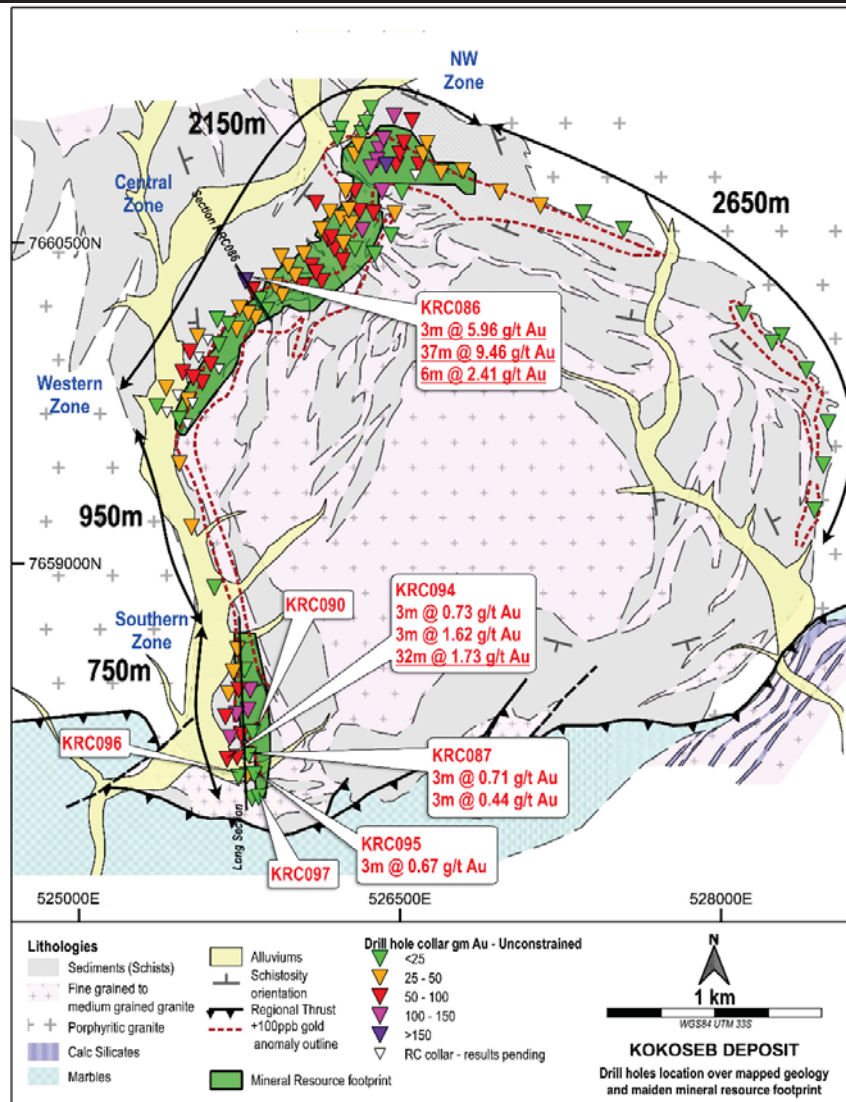 NW
Zone
2150m
Central
Zone
Section KRC086
2650m
7660500N
KRC086
3m @ 5.96 g/t Au
37m @ 9.46 g/t Au
6m @ 2.41 g/t Au
Western
Zone
950m
7659000N
KRC094
3m @ 0.73 g/t Au
3m @ 1.62 g/t Au
32m @ 1.73 g/t Au
KRC090
Southern
Zone
750m
KRC096
KRC087
3m @ 0.71 g/t Au
3m @ 0.44 g/t Au
KRC095
3m @ 0.67 g/t Au
KRC097
Long Section
525000E
526500E
528000E
Lithologies
Sediments (Schists)
Fine grained to
medium grained granite
Porphyritic granite
Calc Silicates
Marbles
Alluviums
Schistosity
orientation
Regional Thrust
+100ppb gold
anomaly outline
Mineral Resource footprint
Drill hole collar gm Au - Unconstrained
<25
25 - 50
50 - 100
100 - 150
>150
RC collar - results pending
N
1 km
WGS84 UTM 33S
KOKOSEB DEPOSIT
Drill holes location over mapped geology
and maiden mineral resource footprint